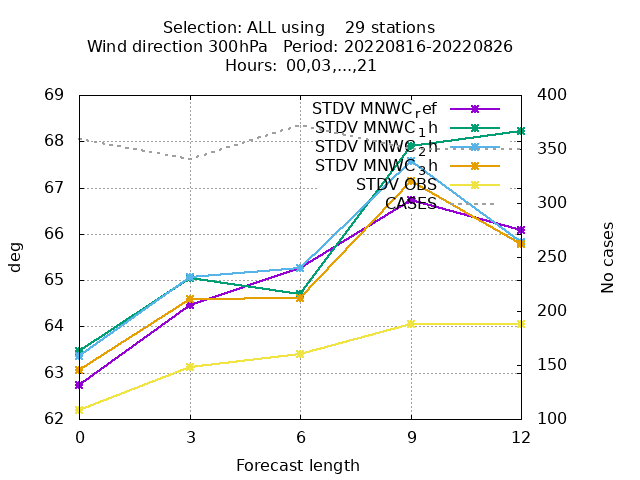 Selection: ALL using    29 stations
Wind direction 300hPa   Period: 20220816-20220826
Hours: 00,03,...,21
69
68
67
66
65
64
63
62
400
350
300
250
200
150
100
STDV MNWC_ref
STDV MNWC_1h
STDV MNWC_2h
STDV MNWC_3h
STDV OBS
CASES
deg
No cases
0 3 6 9 12
Forecast length